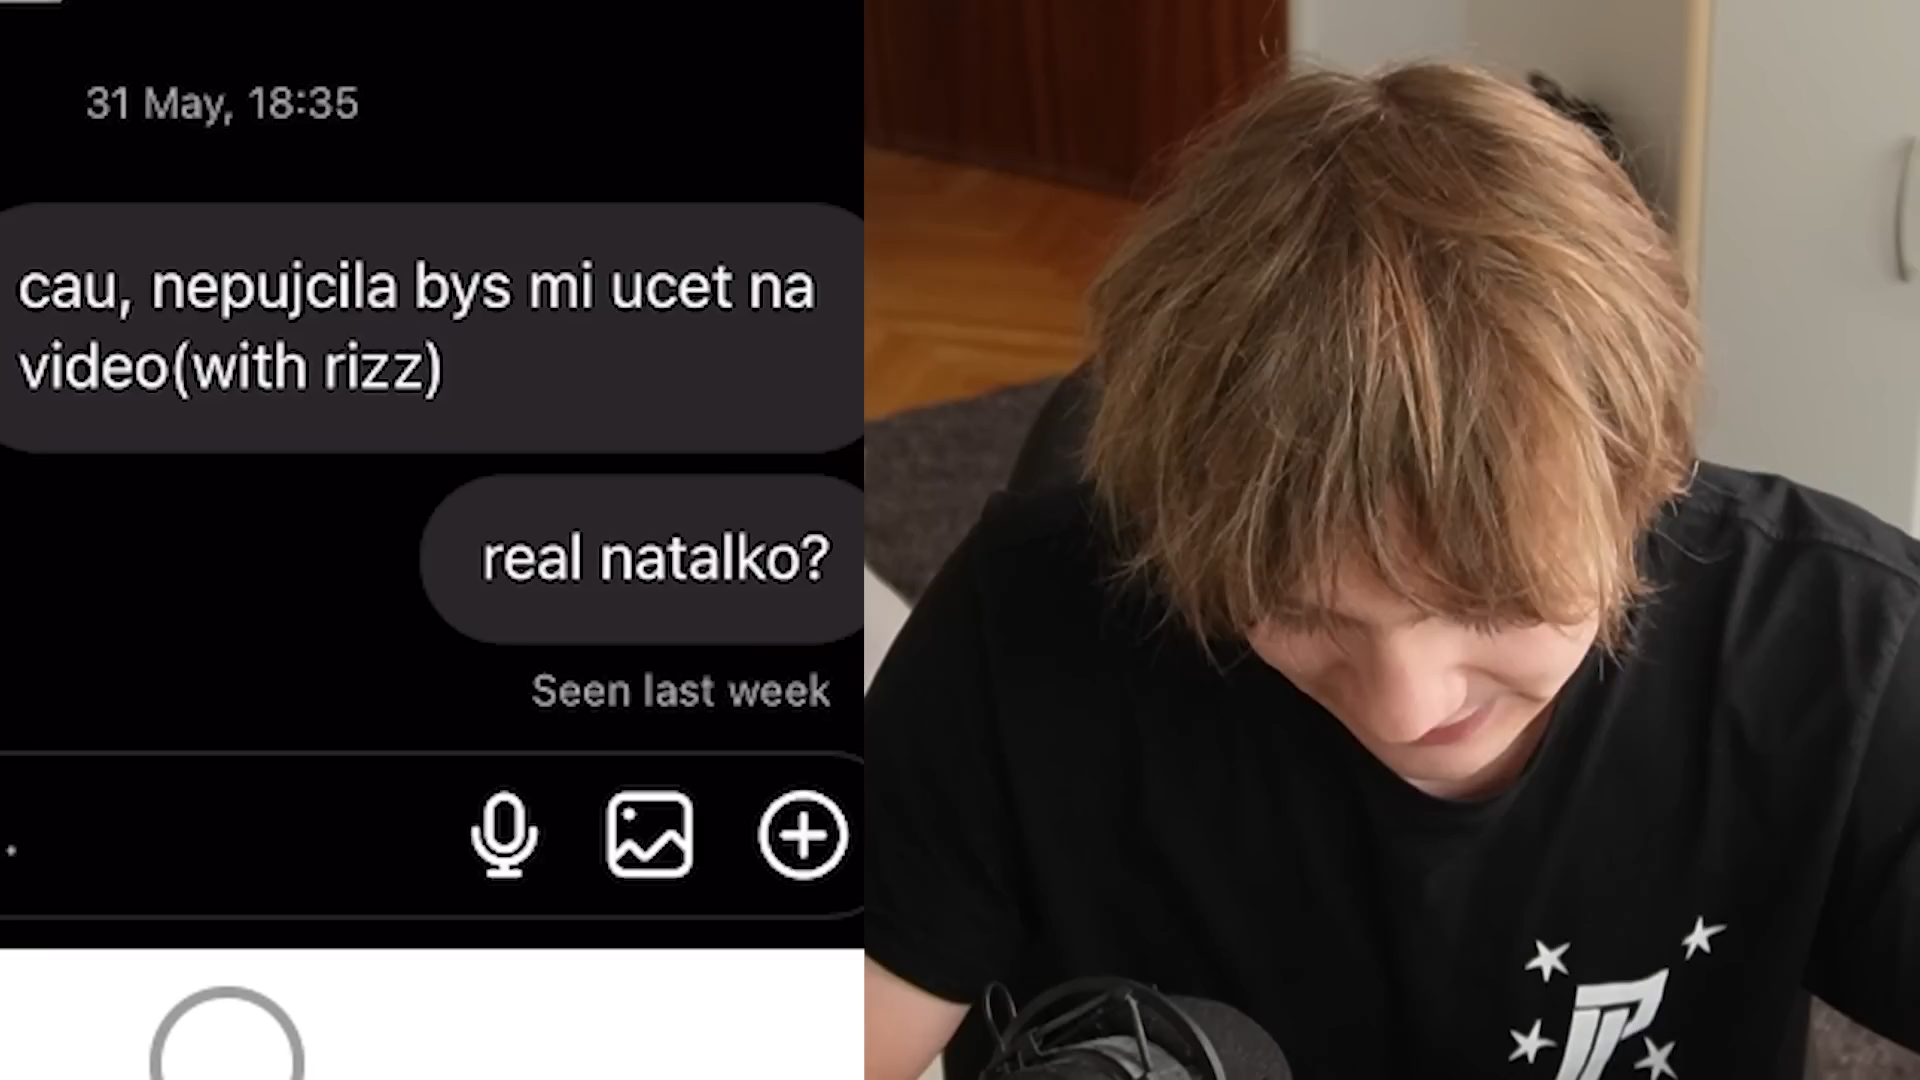 31 May, 18:35
cau, nepujcila bys mi ucet na
video(with rizz)
real natalko?
Seen last week